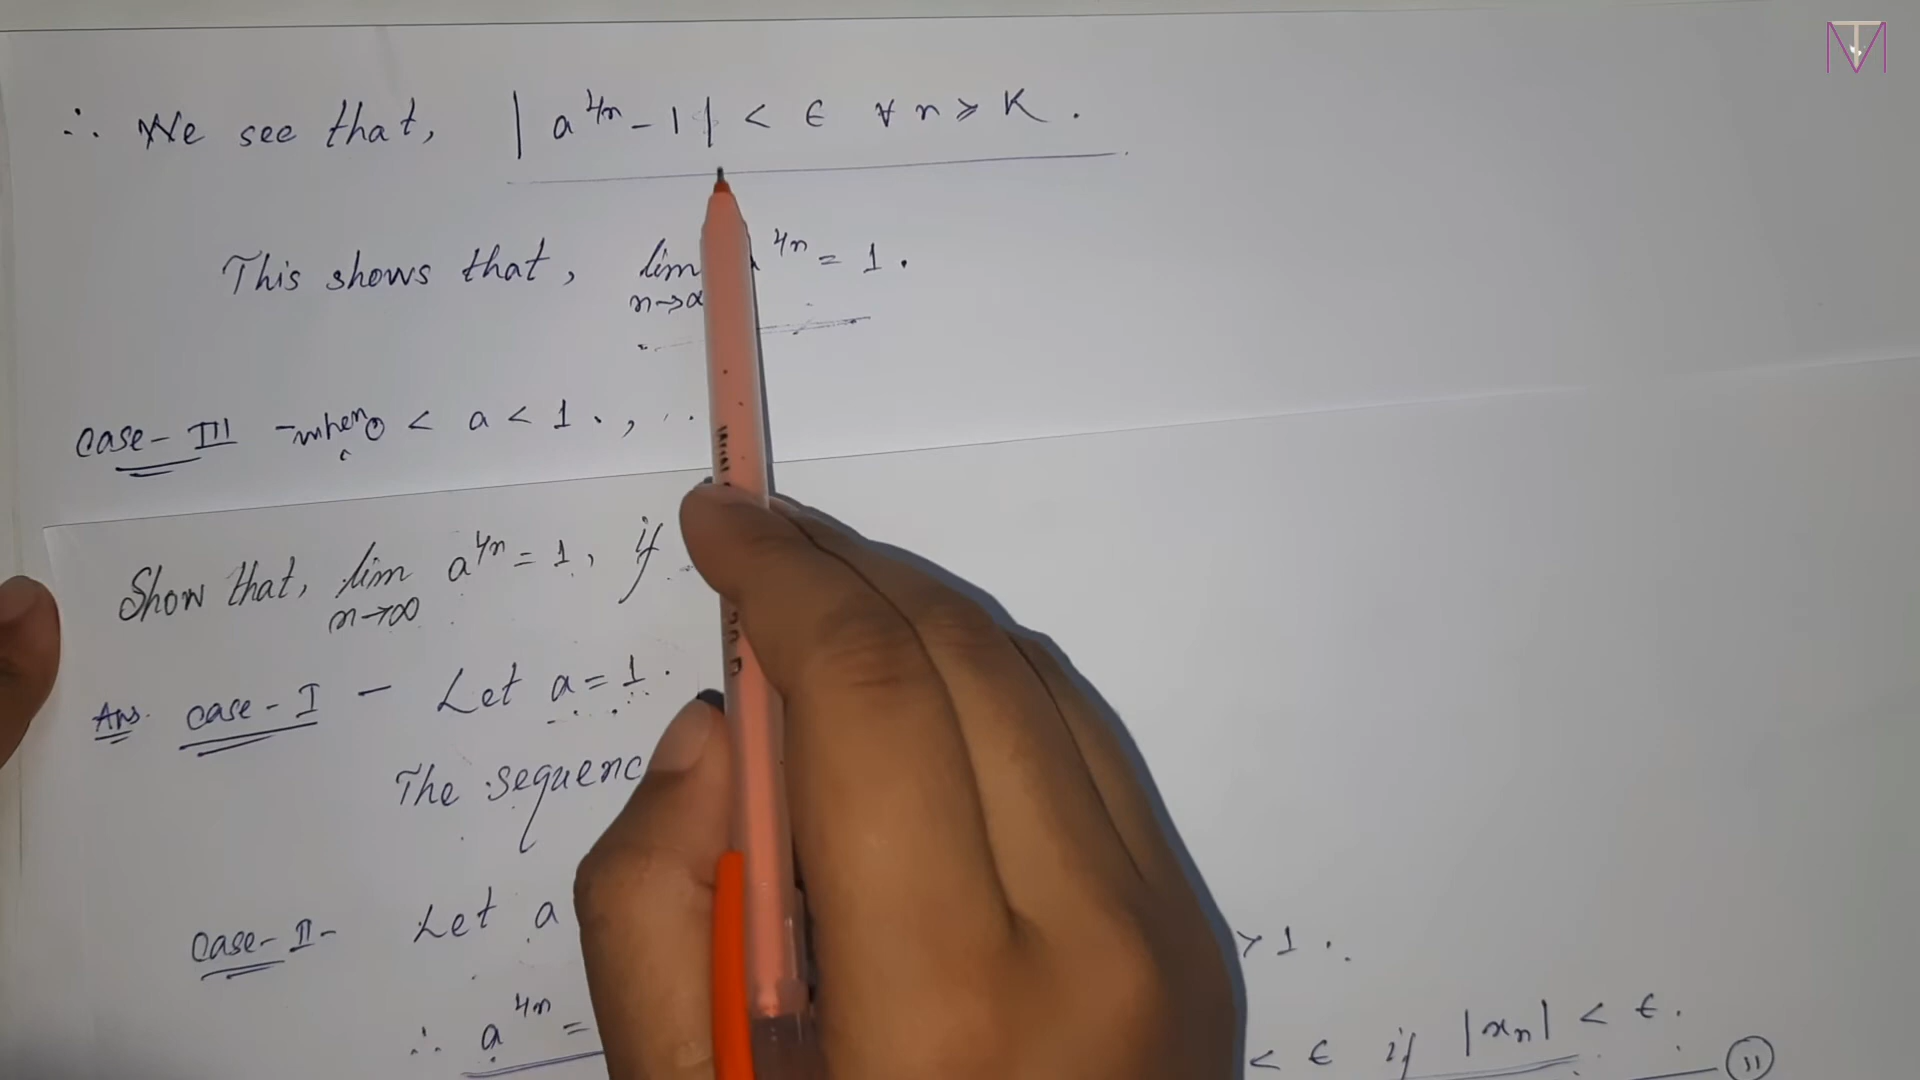 ∴ We see that, | a^{1/n} - 1 | < ϵ ∀ n ≥ K .
This shows that, lim n→∞ ^{1/n} = 1 .
Case - III - when 0 < a < 1 . ,
Show that, lim n→∞ a^{1/n} = 1, if
Ans. Case - I - Let a = 1 .
The sequenc
Case - II - Let a > 1 .
∴ a^{1/n} = < ϵ if |x_n| < ϵ. (11)